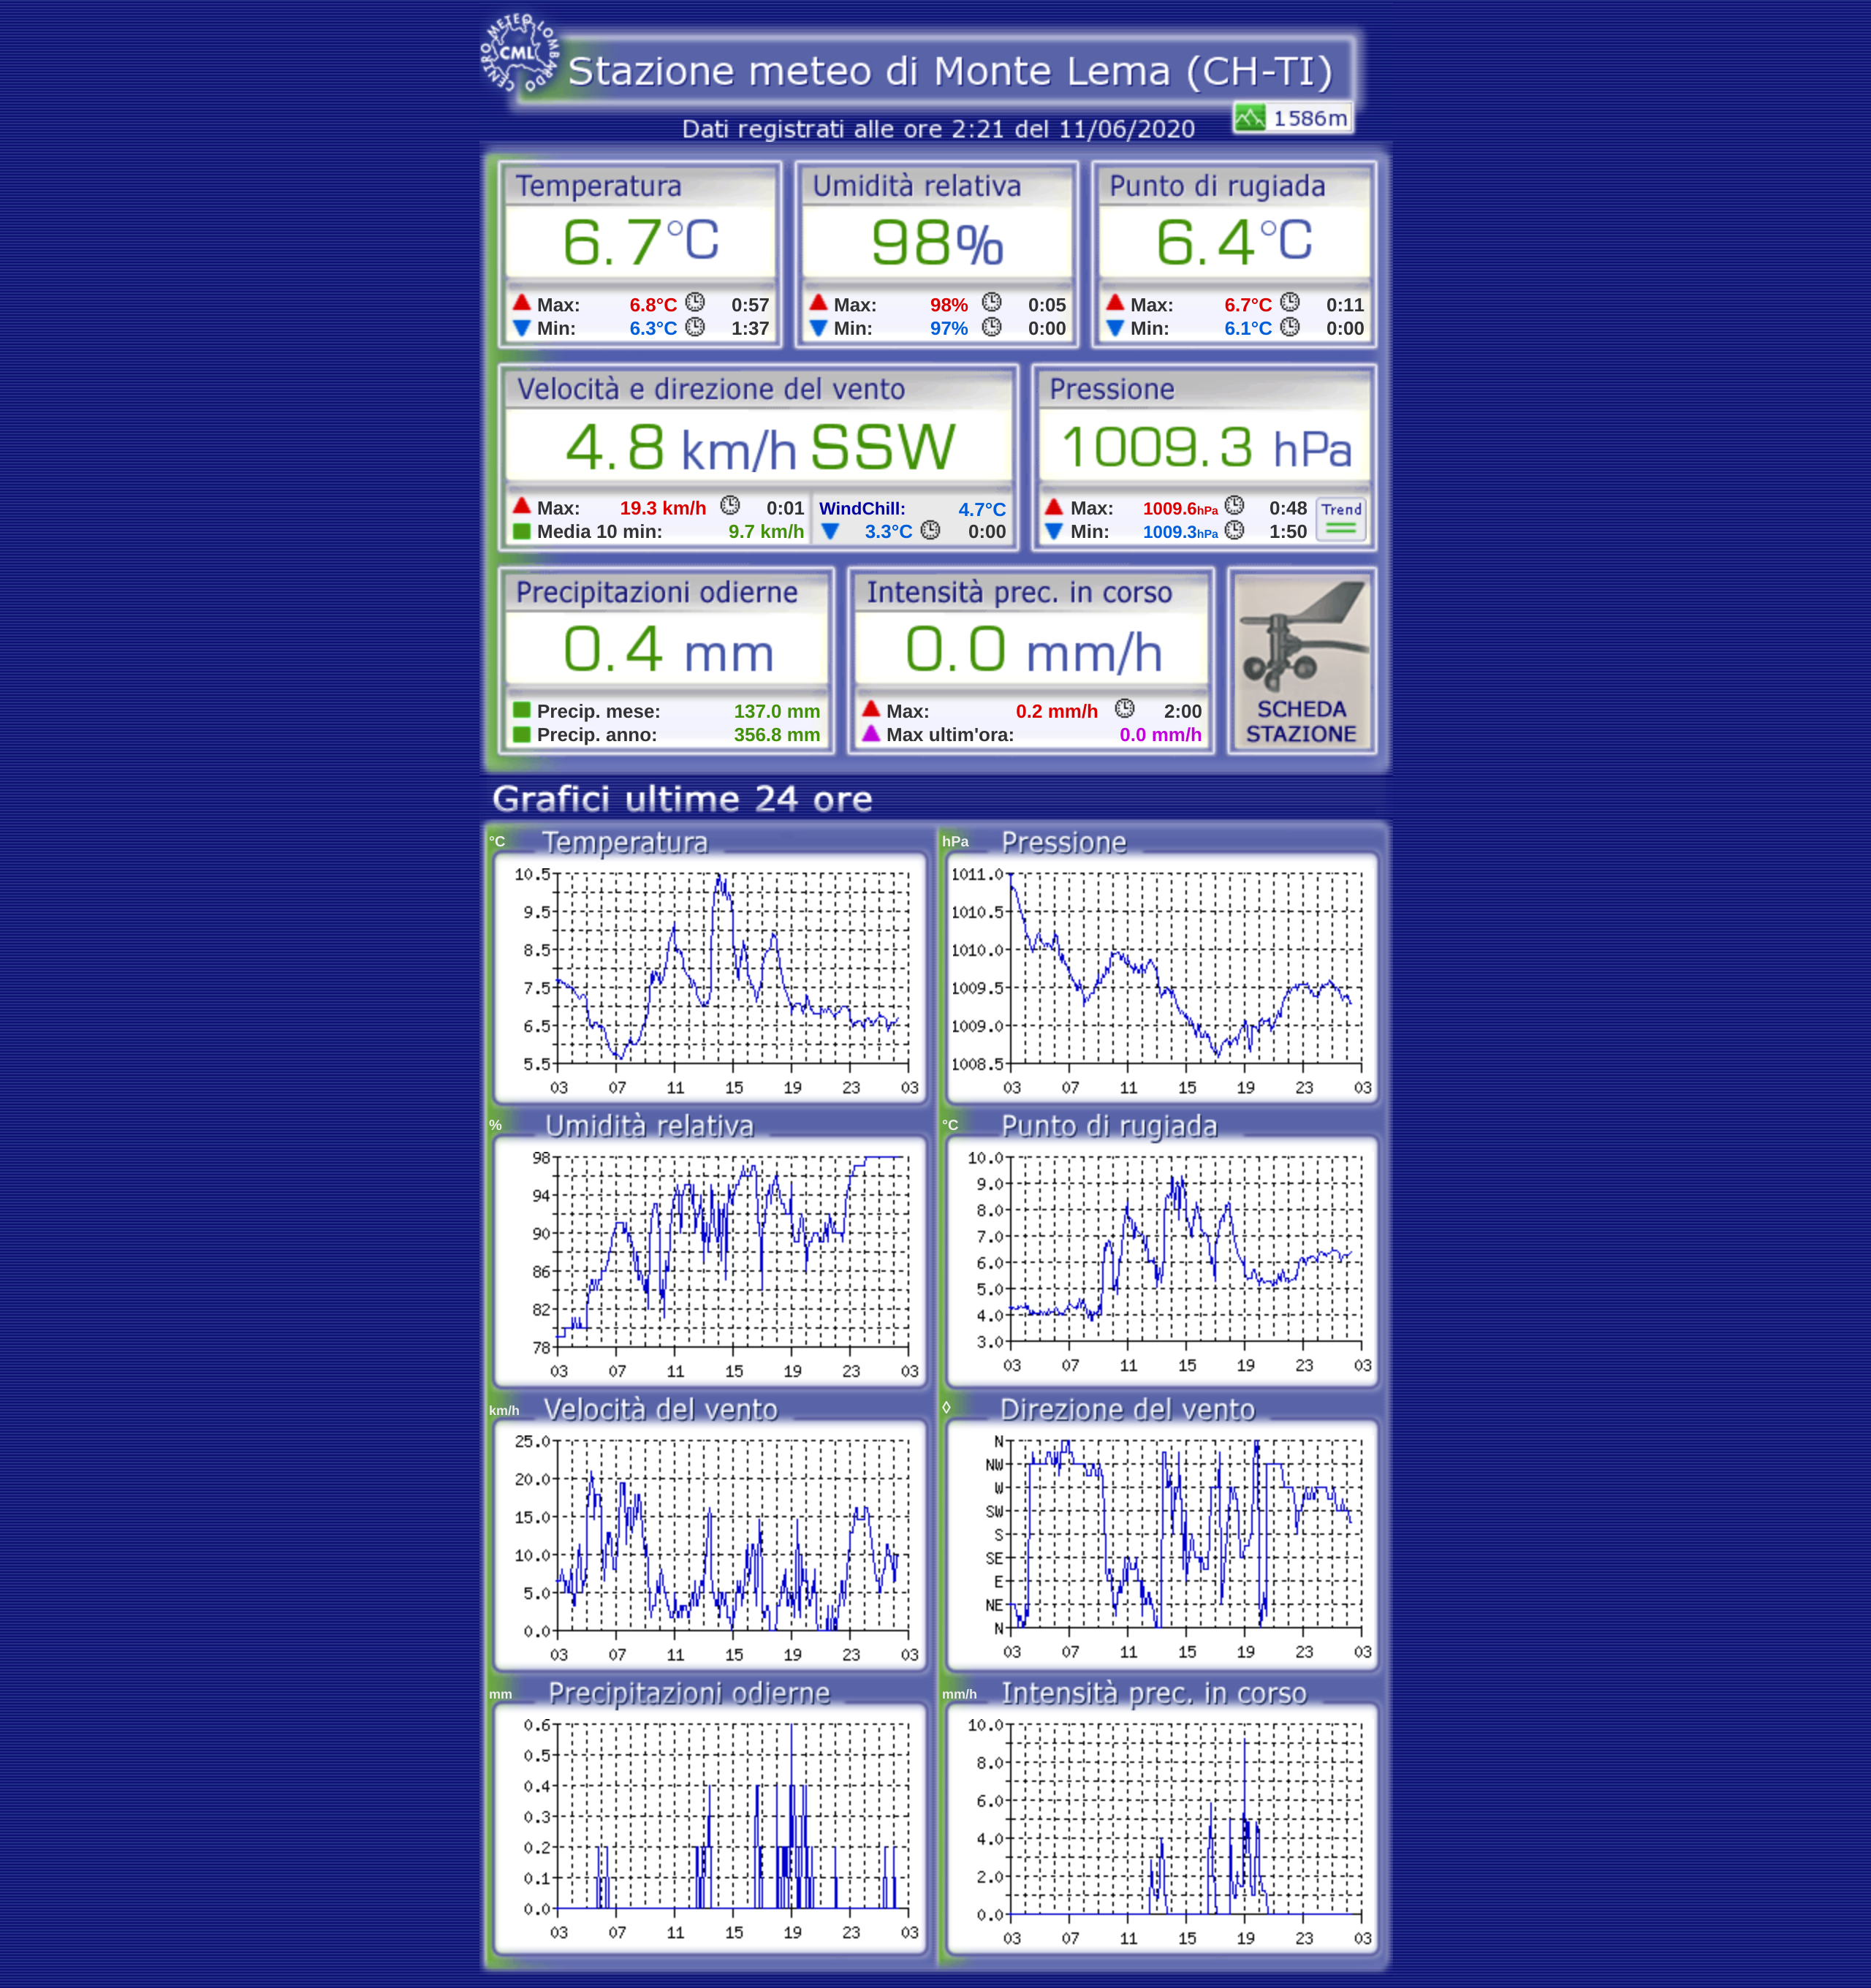 CENTRO METEO LOMBARDO
CML
Stazione meteo di Monte Lema (CH-TI)
1586m
Dati registrati alle ore 2:21 del 11/06/2020
Temperatura Umidità relativa Punto di rugiada
6.7°C 98% 6.4°C
Max: 6.8°C 0:57 Max: 98% 0:05 Max: 6.7°C 0:11
Min: 6.3°C 1:37 Min: 97% 0:00 Min: 6.1°C 0:00
Velocità e direzione del vento Pressione
4.8 km/h SSW 1009.3 hPa
Max: 19.3 km/h 0:01 WindChill: 4.7°C Max: 1009.6hPa 0:48 Trend
Media 10 min: 9.7 km/h 3.3°C 0:00 Min: 1009.3hPa 1:50
Precipitazioni odierne Intensità prec. in corso
0.4 mm 0.0 mm/h
Precip. mese: 137.0 mm Max: 0.2 mm/h 2:00 SCHEDA
Precip. anno: 356.8 mm Max ultim'ora: 0.0 mm/h STAZIONE
Grafici ultime 24 ore
°C Temperatura
10.5
9.5
8.5
7.5
6.5
5.5
03 07 11 15 19 23 03
hPa Pressione
1011.0
1010.5
1010.0
1009.5
1009.0
1008.5
03 07 11 15 19 23 03
% Umidità relativa
98
94
90
86
82
78
03 07 11 15 19 23 03
°C Punto di rugiada
10.0
9.0
8.0
7.0
6.0
5.0
4.0
3.0
03 07 11 15 19 23 03
km/h Velocità del vento
25.0
20.0
15.0
10.0
5.0
0.0
03 07 11 15 19 23 03
◊ Direzione del vento
N
NW
W
SW
S
SE
E
NE
N
03 07 11 15 19 23 03
mm Precipitazioni odierne
0.6
0.5
0.4
0.3
0.2
0.1
0.0
03 07 11 15 19 23 03
mm/h Intensità prec. in corso
10.0
8.0
6.0
4.0
2.0
0.0
03 07 11 15 19 23 03